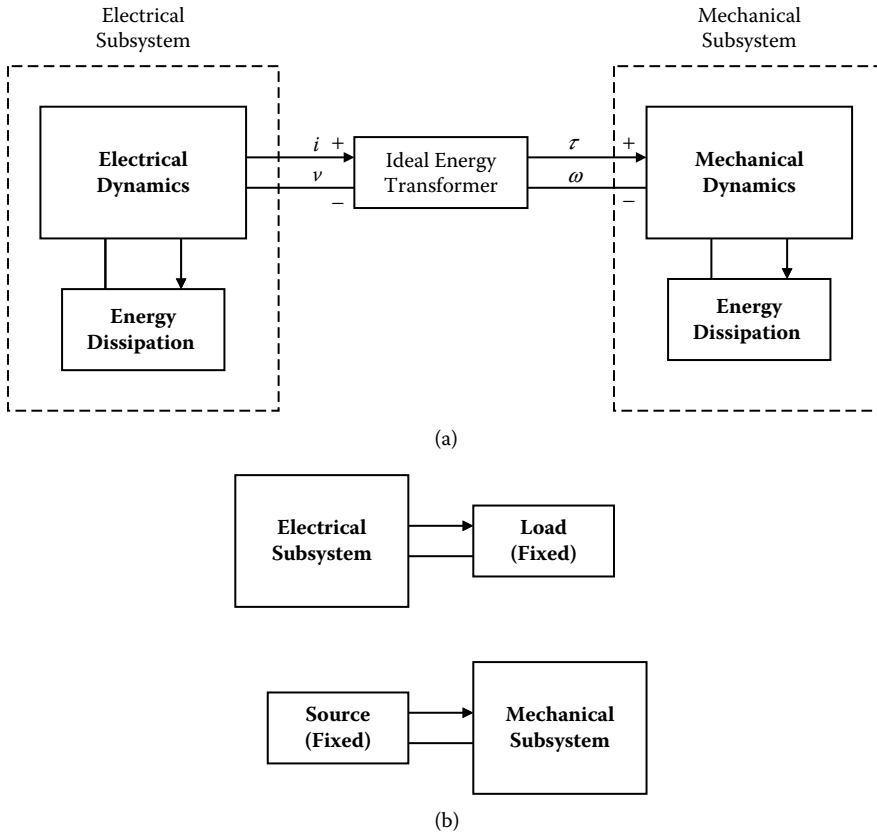 Electrical
Subsystem
Mechanical
Subsystem
Electrical
Dynamics
i +
v
−
Ideal Energy
Transformer
τ +
ω
−
Mechanical
Dynamics
Energy
Dissipation
Energy
Dissipation
(a)
Electrical
Subsystem
Load
(Fixed)
Source
(Fixed)
Mechanical
Subsystem
(b)